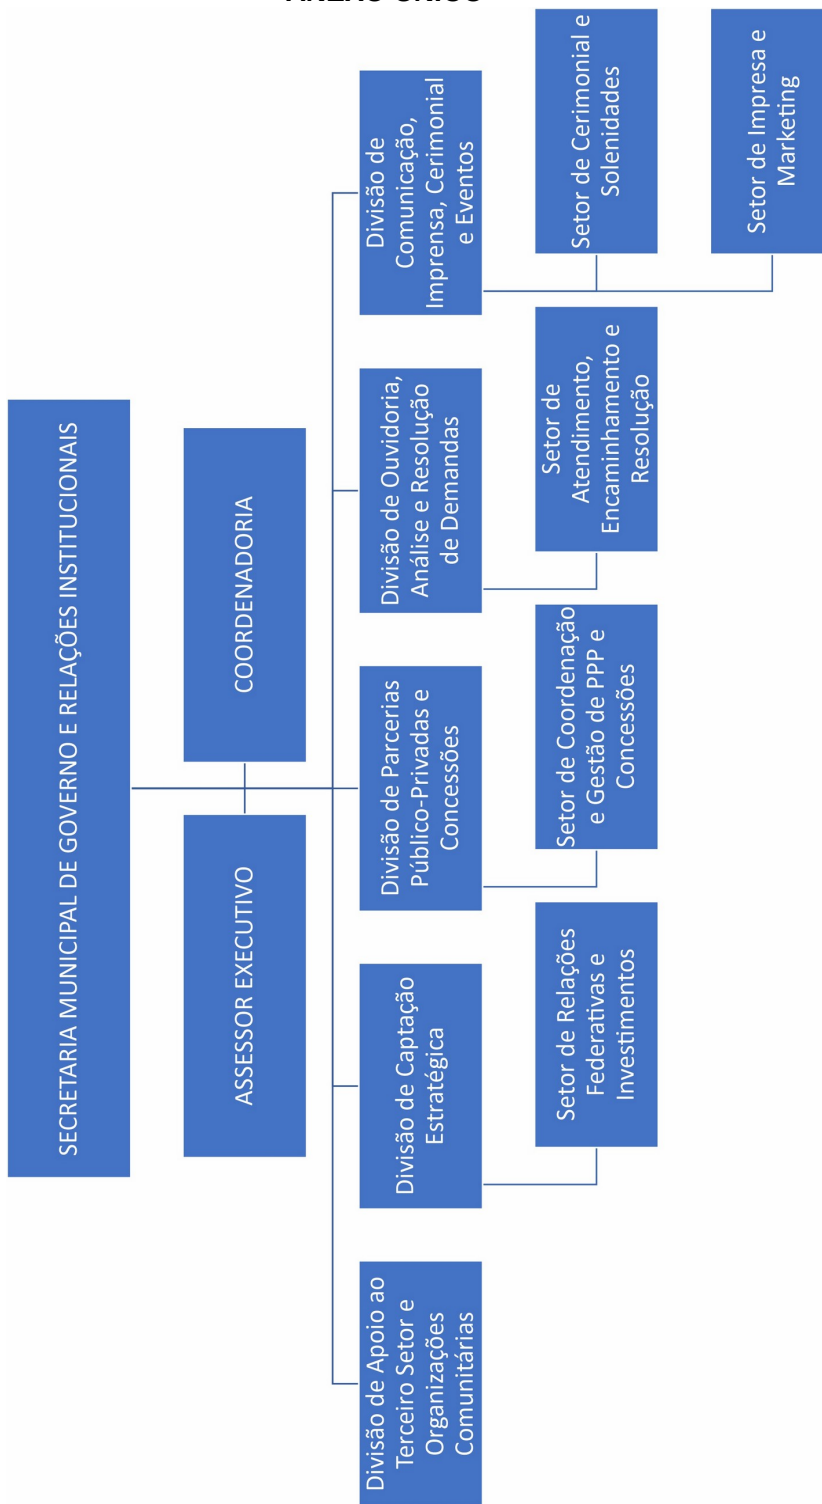 SECRETARIA MUNICIPAL DE GOVERNO E RELAÇÕES INSTITUCIONAIS
ASSESSOR EXECUTIVO
COORDENADORIA
Divisão de Apoio ao
Terceiro Setor e
Organizações
Comunitárias
Divisão de Captação
Estratégica
Setor de Relações
Federativas e
Investimentos
Divisão de Parcerias
Público-Privadas e
Concessões
Setor de Coordenação
e Gestão de PPP e
Concessões
Divisão de Ouvidoria,
Análise e Resolução
de Demandas
Setor de
Atendimento,
Encaminhamento e
Resolução
Divisão de
Comunicação,
Imprensa, Cerimonial
e Eventos
Setor de Cerimonial e
Solenidades
Setor de Impresa e
Marketing